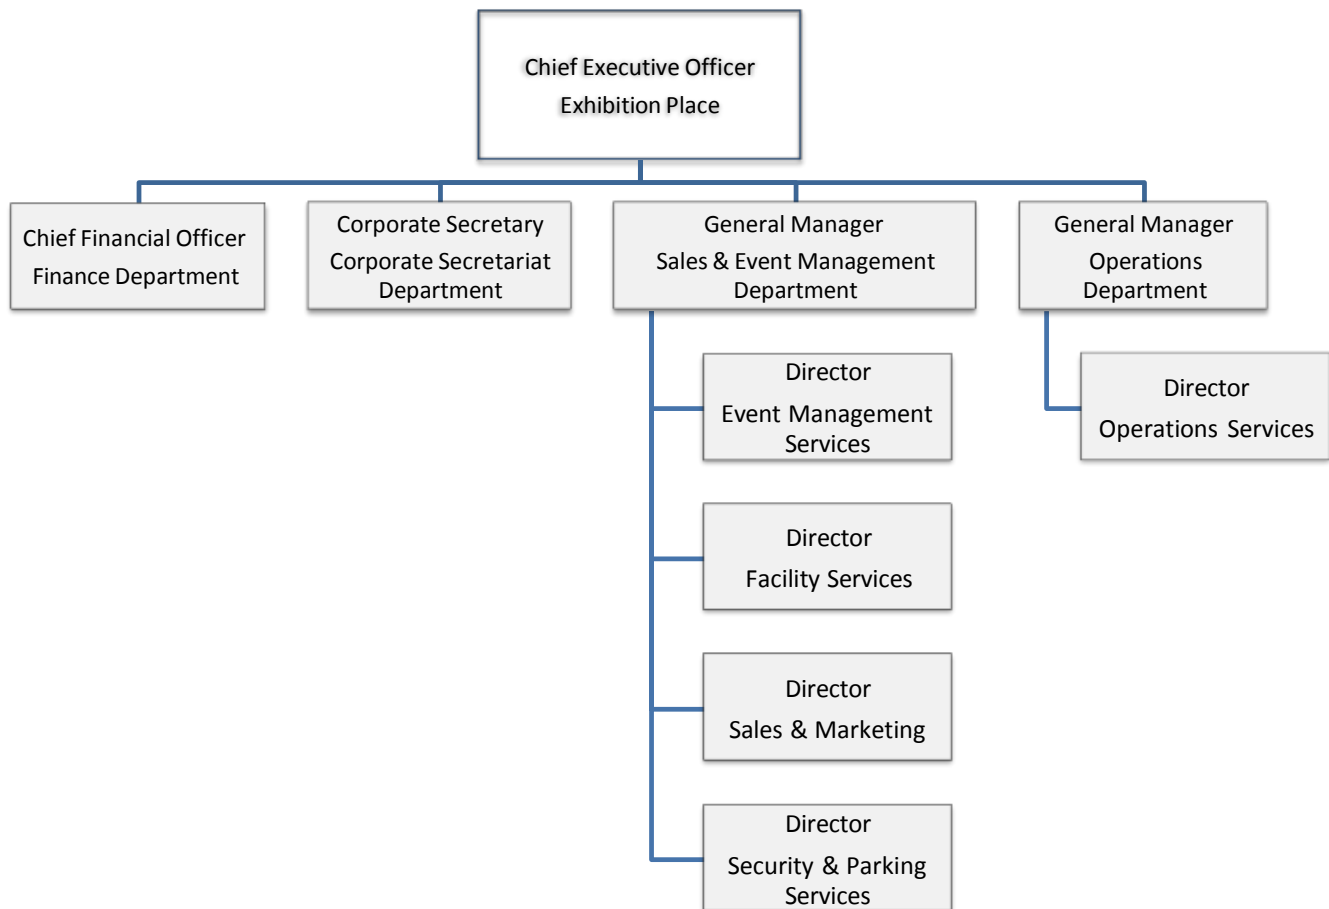 Chief Executive Officer
Exhibition Place
Chief Financial Officer
Finance Department
Corporate Secretary
Corporate Secretariat
Department
General Manager
Sales & Event Management
Department
General Manager
Operations
Department
Director
Event Management
Services
Director
Facility Services
Director
Sales & Marketing
Director
Security & Parking
Services
Director
Operations Services